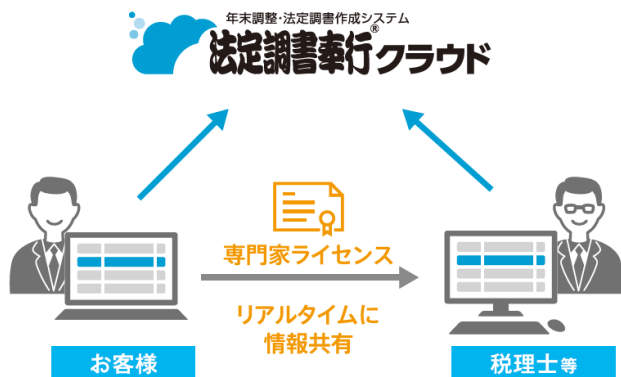 年末調整・法定調書作成システム
法定調書奉行®クラウド
専門家ライセンス
リアルタイムに
情報共有
お客様
税理士等